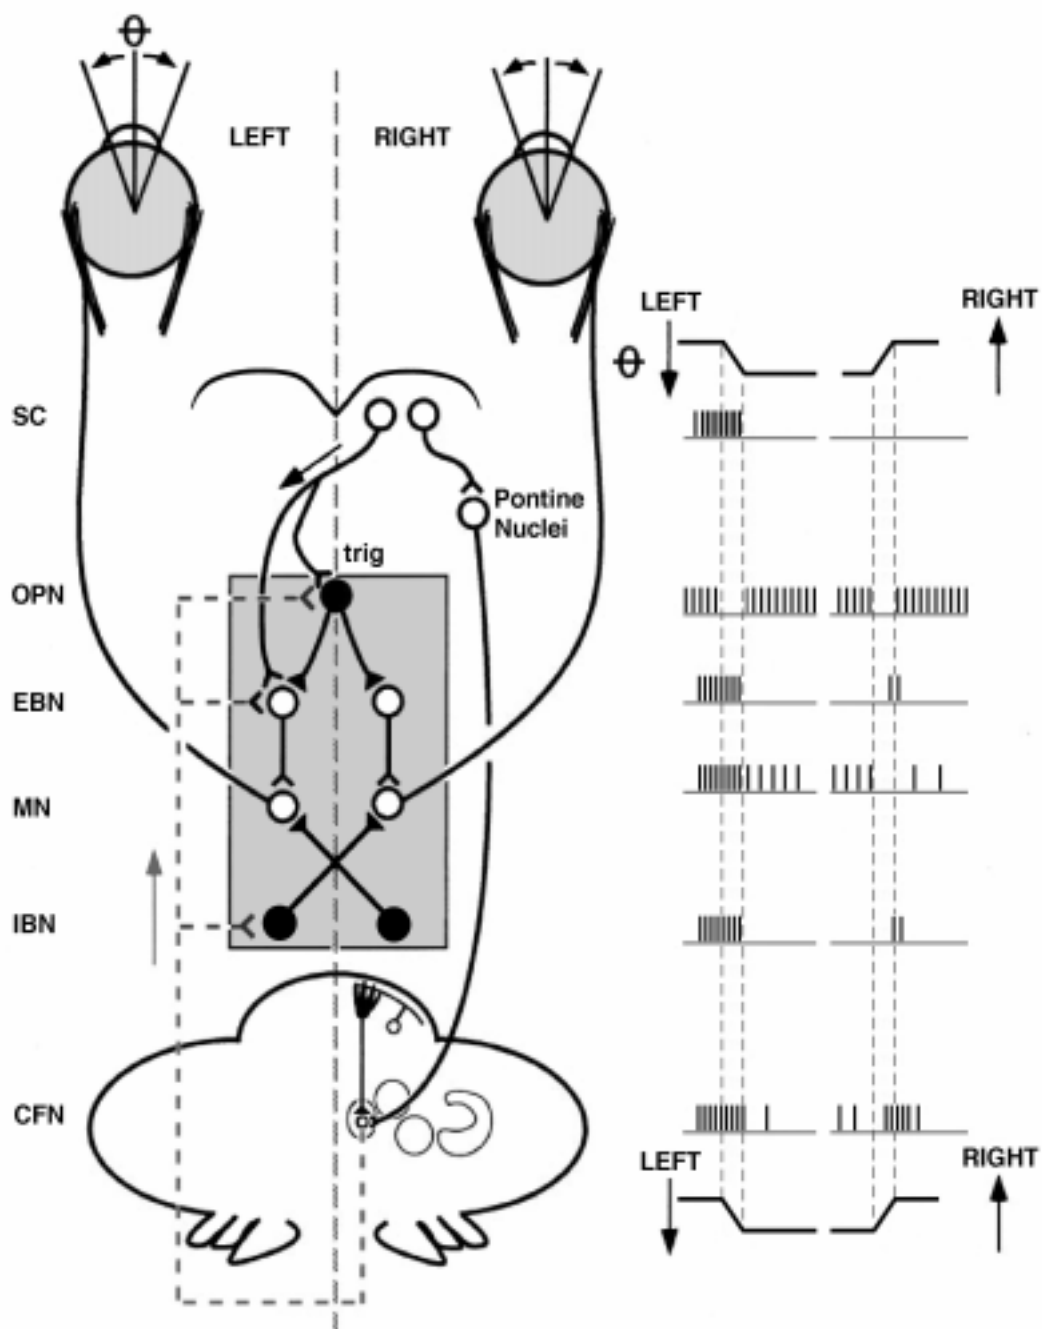 θ
LEFT RIGHT
LEFT RIGHT
θ
SC
Pontine
Nuclei
trig
OPN
EBN
MN
IBN
CFN
LEFT RIGHT